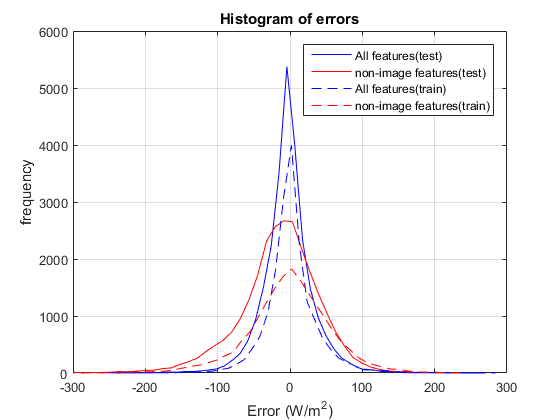 Histogram of errors
6000
5000
4000
3000
2000
1000
0
frequency
All features(test)
non-image features(test)
All features(train)
non-image features(train)
-300
-200
-100
0
100
200
300
Error (W/m²)